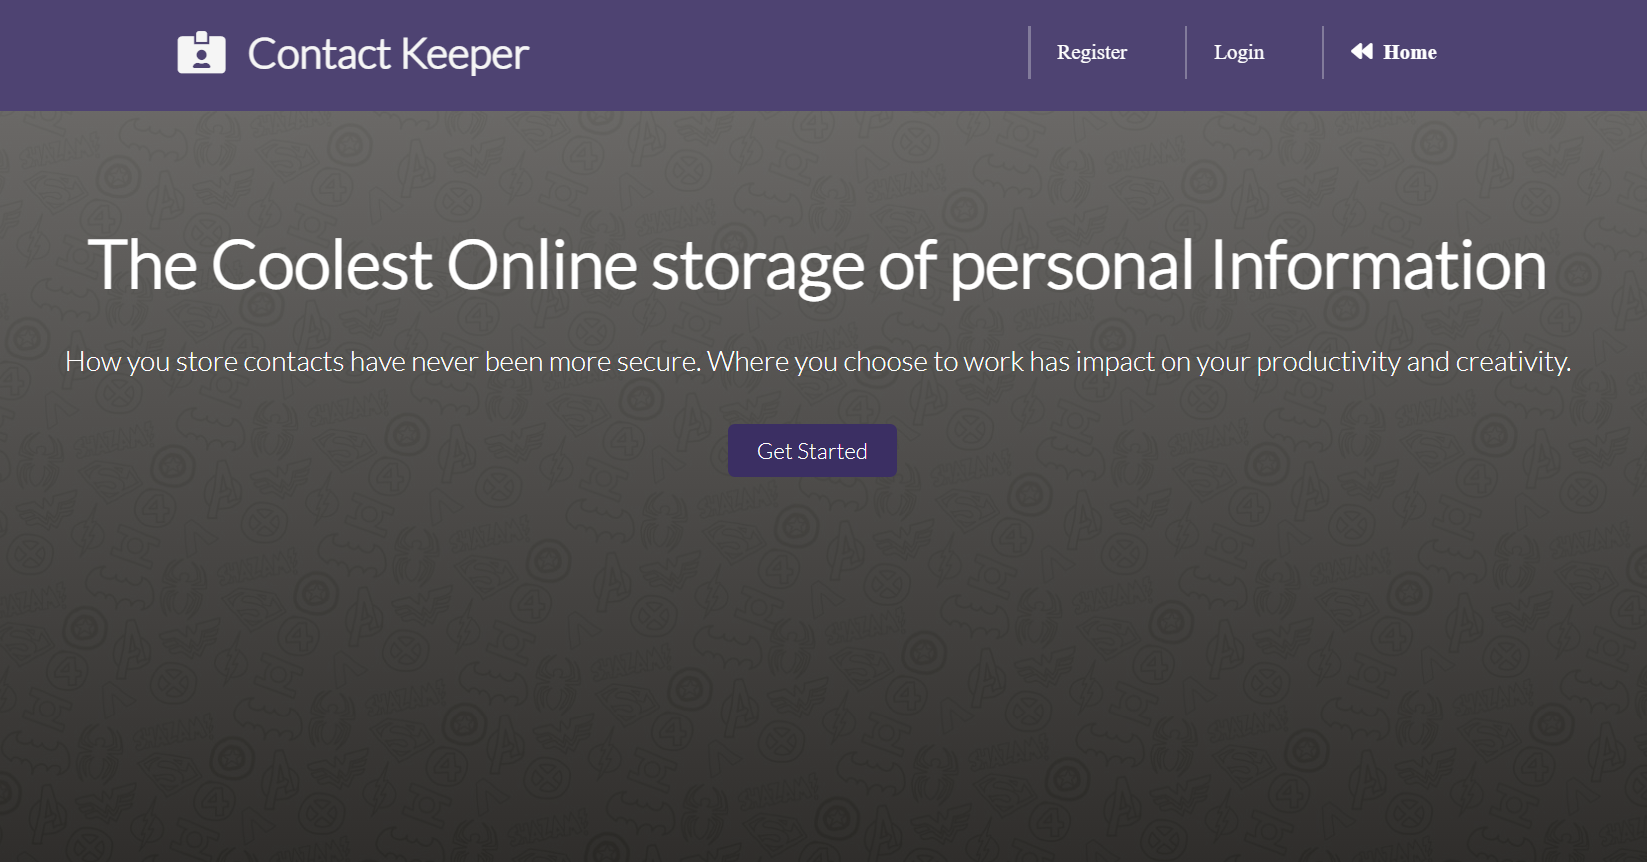 Contact Keeper
Register
Login
Home
The Coolest Online storage of personal Information
How you store contacts have never been more secure. Where you choose to work has impact on your productivity and creativity.
Get Started